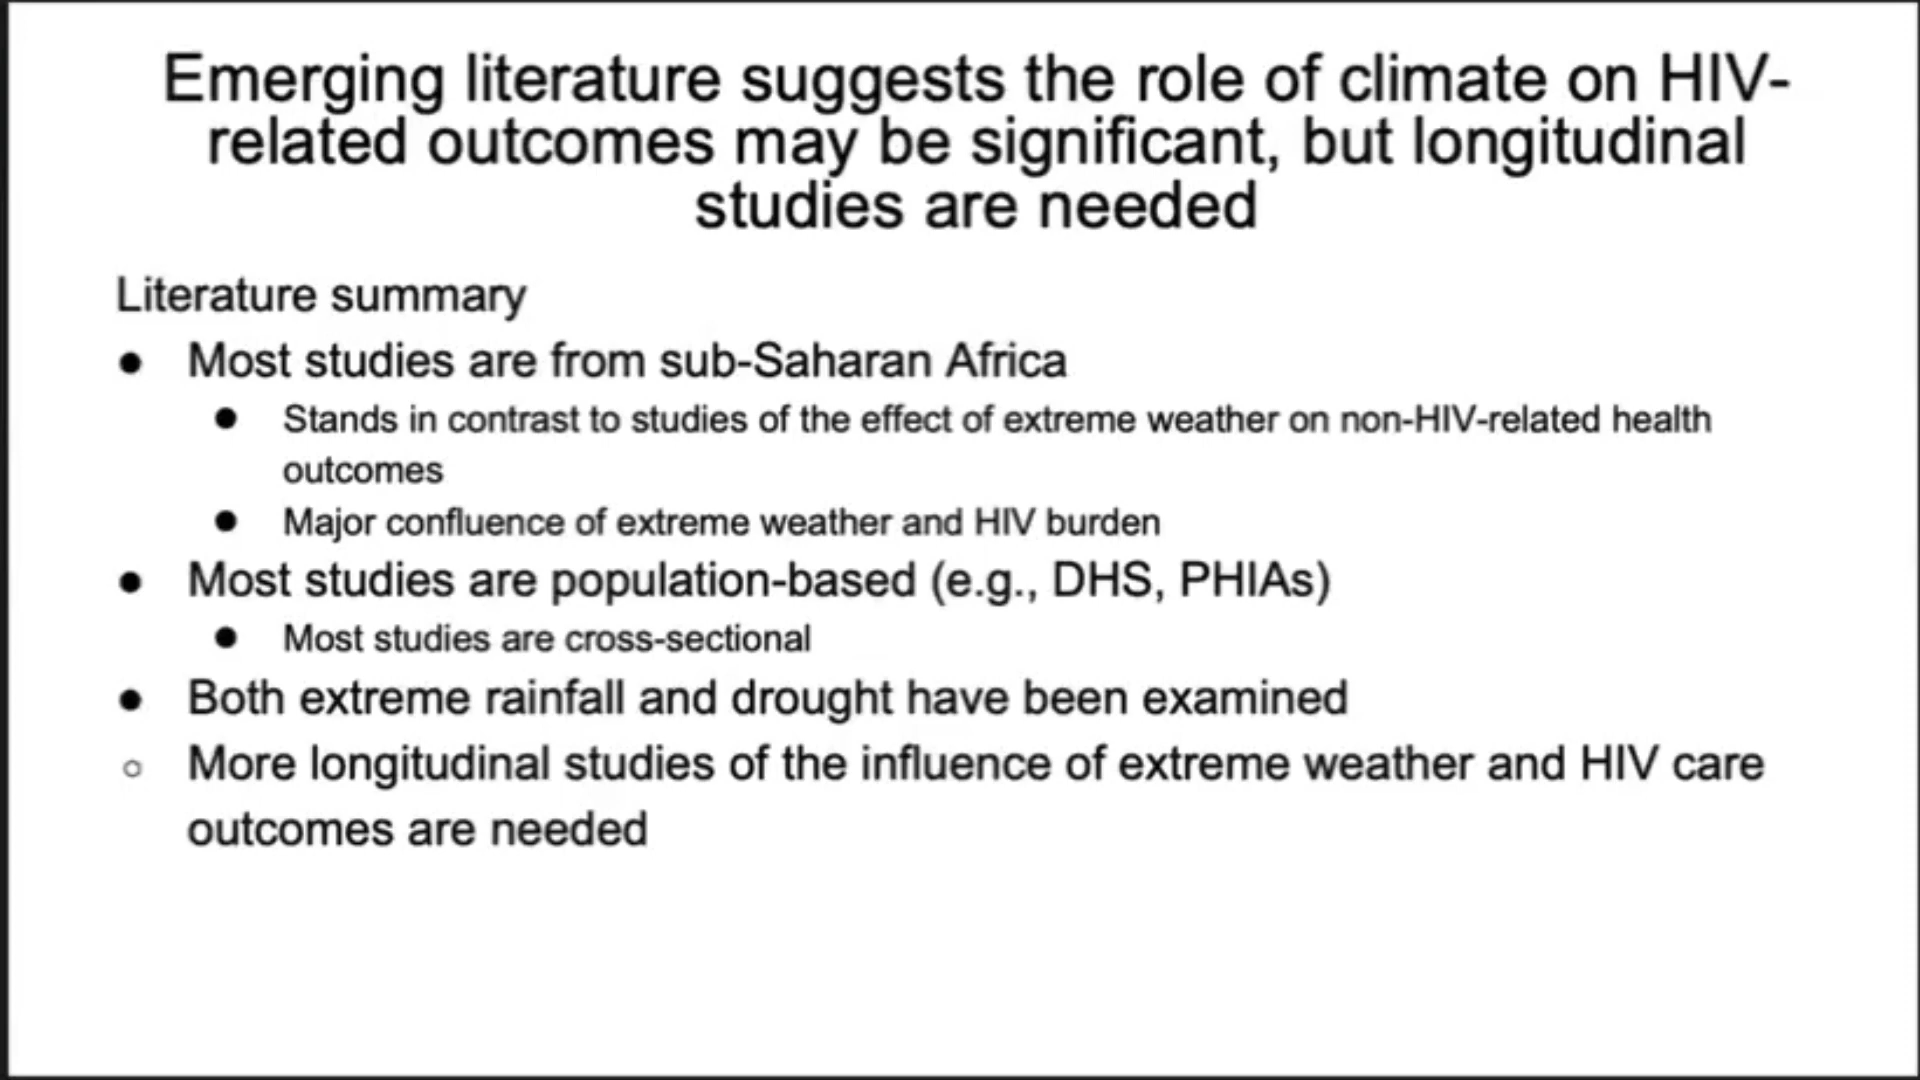 Emerging literature suggests the role of climate on HIV-
related outcomes may be significant, but longitudinal
studies are needed
Literature summary
● Most studies are from sub-Saharan Africa
● Stands in contrast to studies of the effect of extreme weather on non-HIV-related health
outcomes
● Major confluence of extreme weather and HIV burden
● Most studies are population-based (e.g., DHS, PHIAs)
● Most studies are cross-sectional
● Both extreme rainfall and drought have been examined
○ More longitudinal studies of the influence of extreme weather and HIV care
outcomes are needed